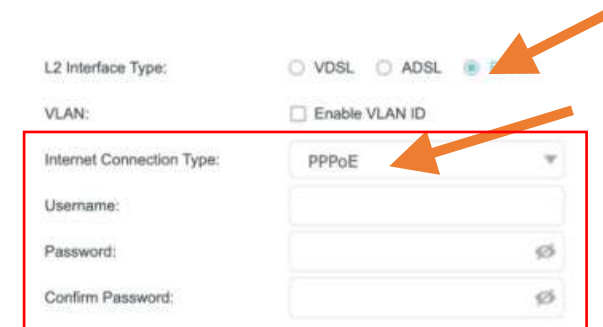 L2 Interface Type: VDSL ADSL
VLAN: Enable VLAN ID
Internet Connection Type: PPPoE
Username:
Password:
Confirm Password: